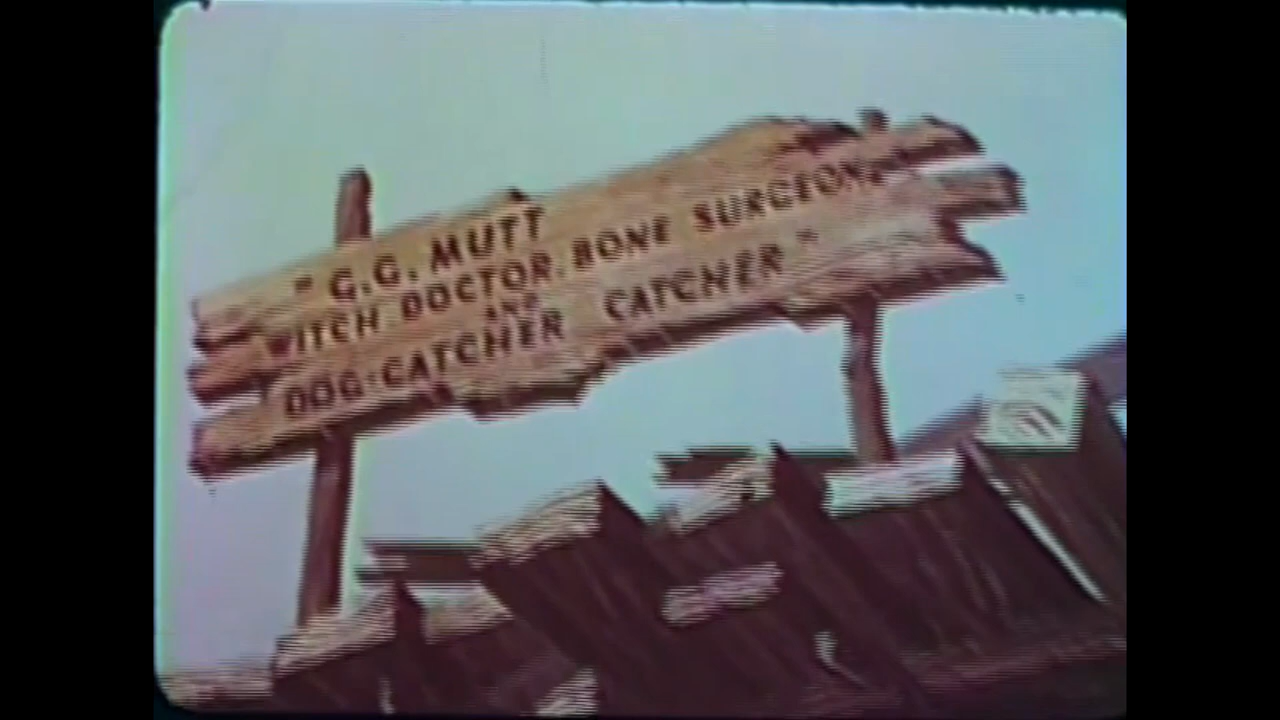 "G.G. MUTT
WITCH DOCTOR, BONE SURGEON,
AND
DOG-CATCHER CATCHER"